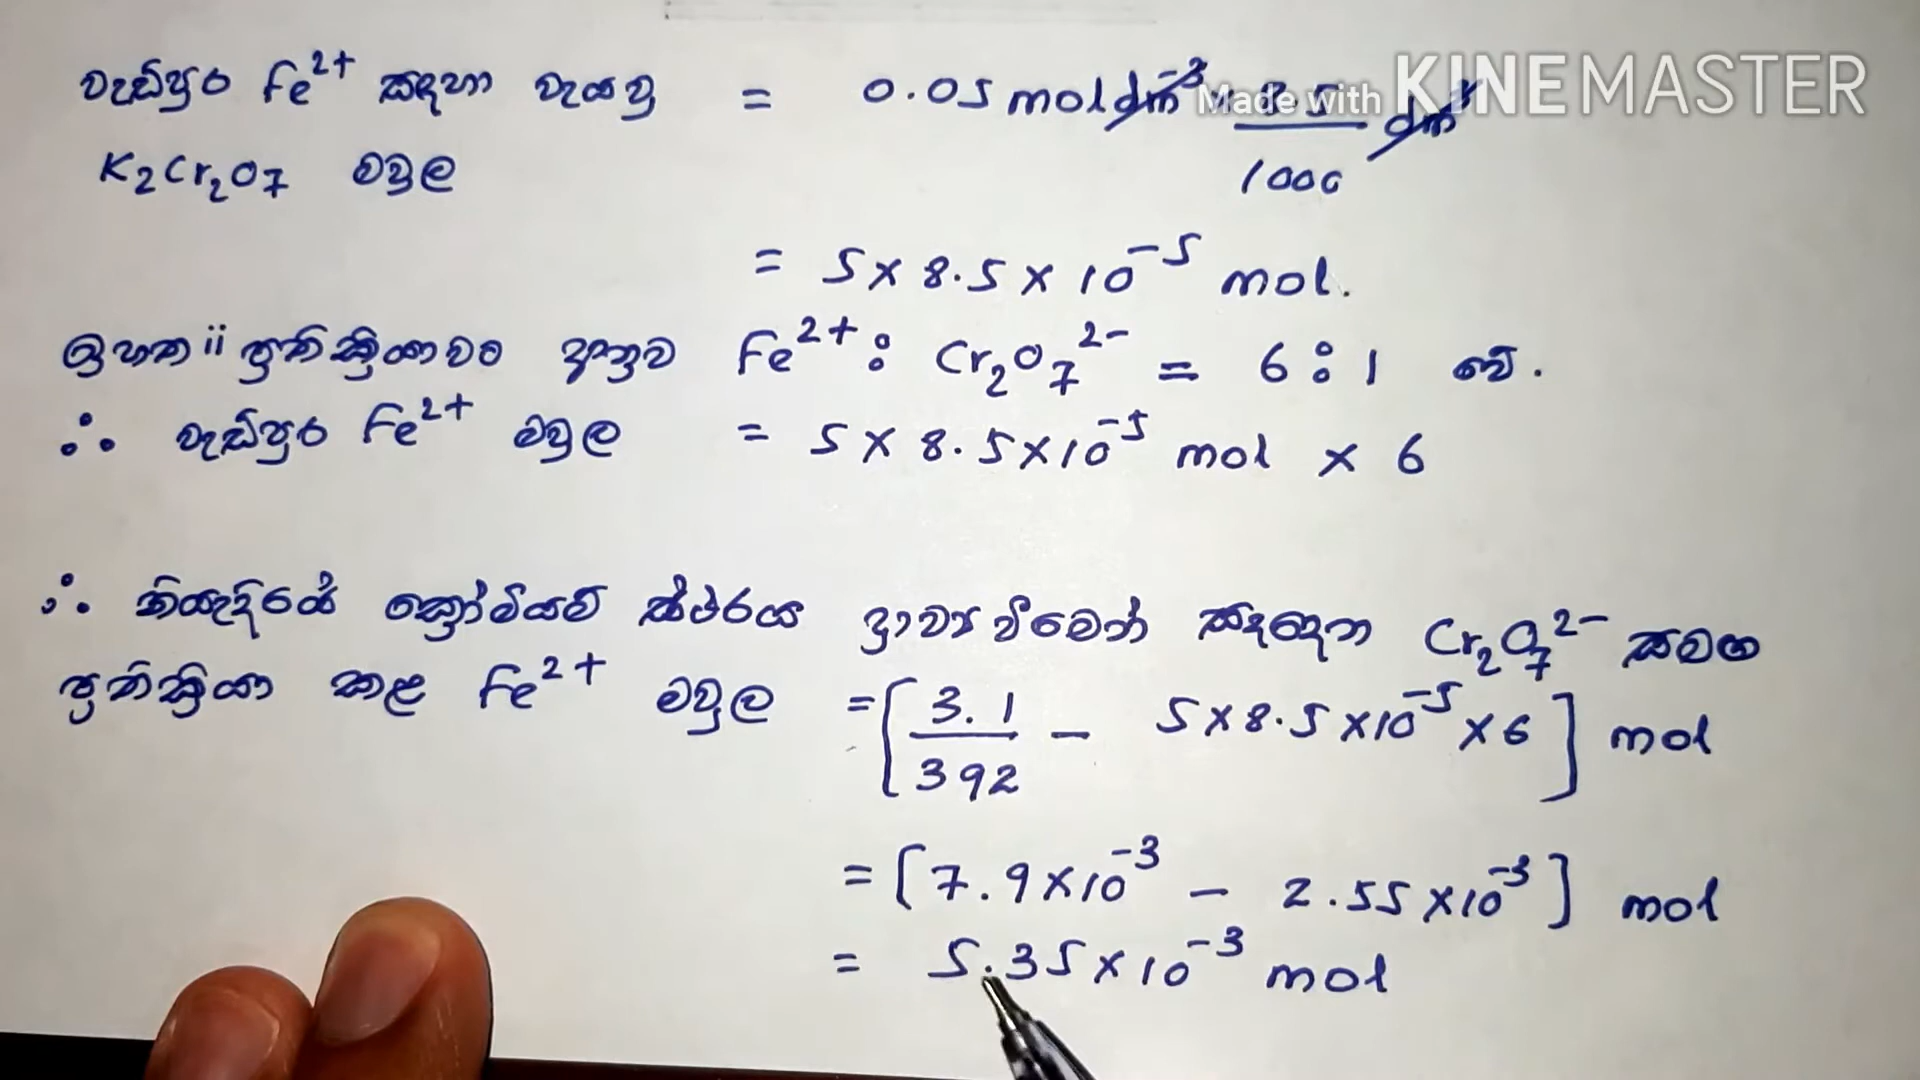 වැඩිපුර Fe²⁺ සඳහා වැයවූ = 0.05 mol dm⁻³ × 8.5 dm³
K₂Cr₂O₇ මවුල 1000
= 5 × 8.5 × 10⁻⁵ mol.
ඉහත ii ප්‍රතික්‍රියාවට අනුව Fe²⁺ : Cr₂O₇²⁻ = 6 : 1 වේ.
∴ වැඩිපුර Fe²⁺ මවුල = 5 × 8.5 × 10⁻⁵ mol × 6
∴ නියැදියේ ක්‍රෝමියම් ස්ථරය ද්‍රාව්‍ය වීමෙන් සෑදෙන Cr₂O₇²⁻ සමඟ
ප්‍රතික්‍රියා කළ Fe²⁺ මවුල = [3.1 / 392 − 5 × 8.5 × 10⁻⁵ × 6] mol
= [7.9 × 10⁻³ − 2.55 × 10⁻³] mol
= 5.35 × 10⁻³ mol
Made with KINEMASTER